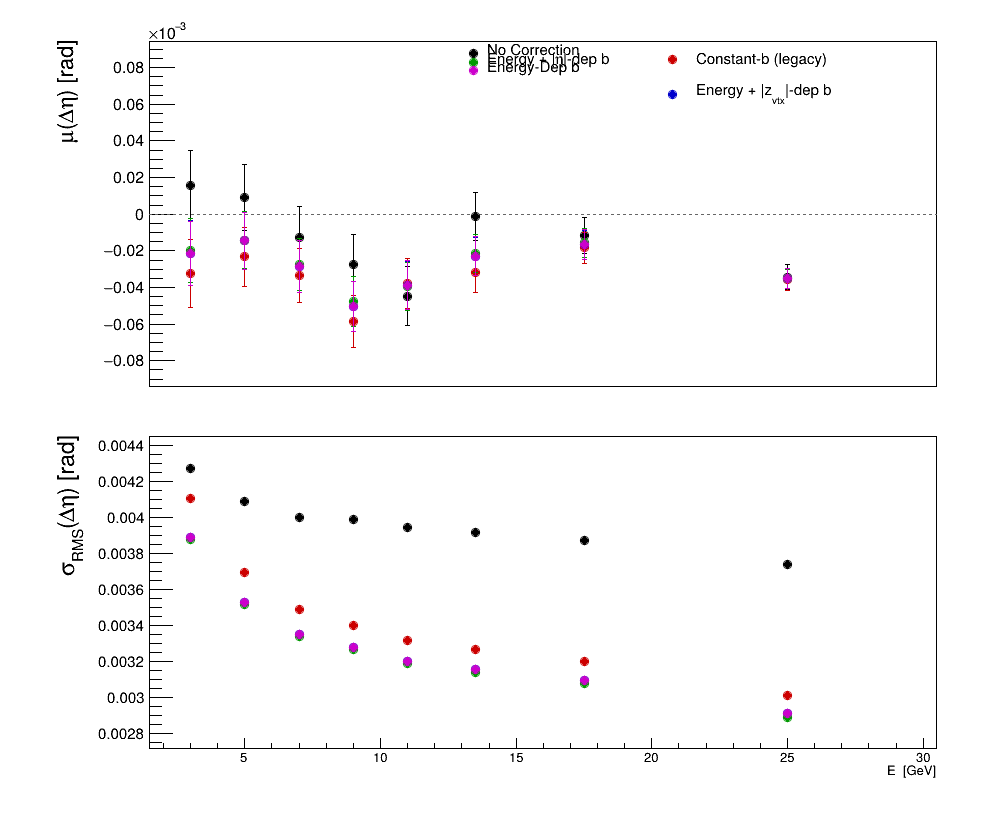 ×10⁻³
μ(Δη) [rad]
0.08
0.06
0.04
0.02
0
−0.02
−0.04
−0.06
−0.08
No Correction
Energy + |η|-dep b
Energy-Dep b
Constant-b (legacy)
Energy + |z_vtx|-dep b
σ_RMS(Δη) [rad]
0.0044
0.0042
0.004
0.0038
0.0036
0.0034
0.0032
0.003
0.0028
5 10 15 20 25 30
E [GeV]